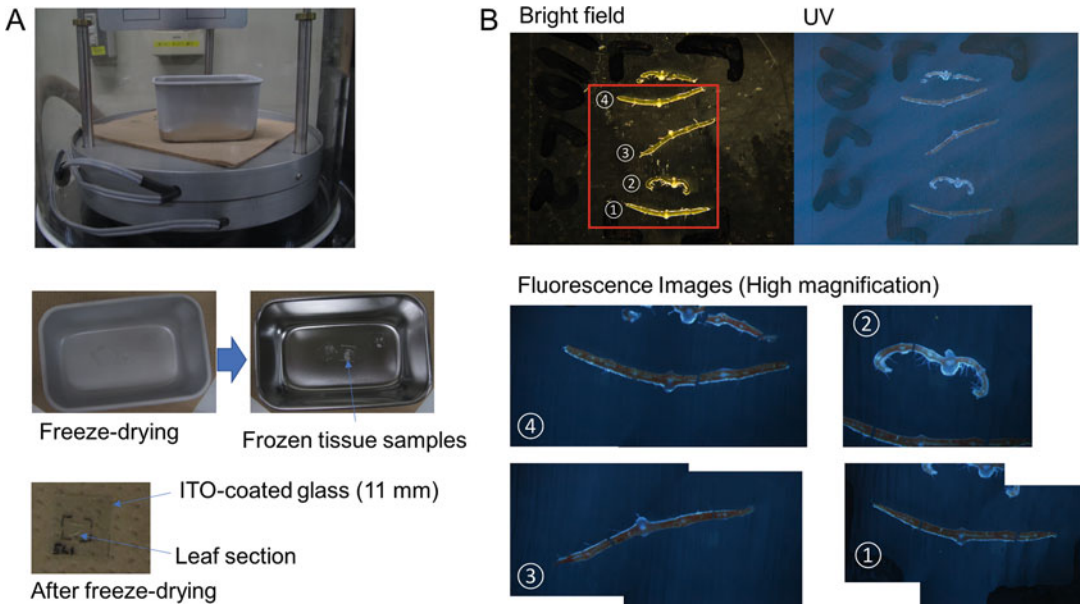 A
Freeze-drying
Frozen tissue samples
ITO-coated glass (11 mm)
Leaf section
After freeze-drying
B
Bright field
UV
④
③
②
①
Fluorescence Images (High magnification)
④
②
③
①